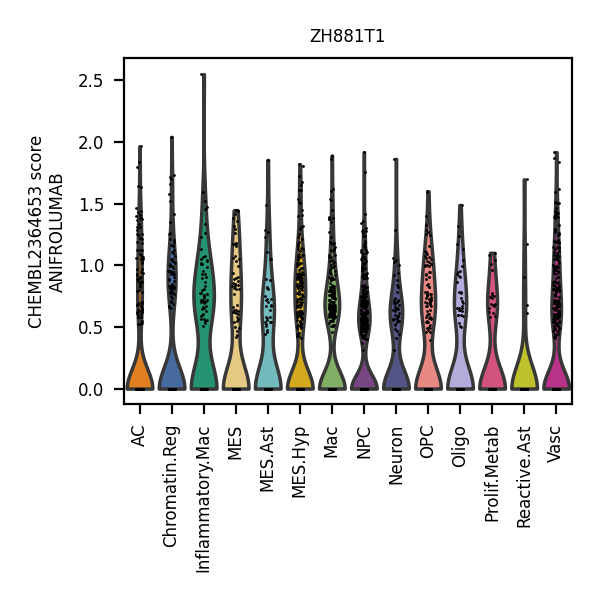 ZH881T1
CHEMBL2364653 score
ANIFROLUMAB
2.5
2.0
1.5
1.0
0.5
0.0
AC
Chromatin.Reg
Inflammatory.Mac
MES
MES.Ast
MES.Hyp
Mac
NPC
Neuron
OPC
Oligo
Prolif.Metab
Reactive.Ast
Vasc